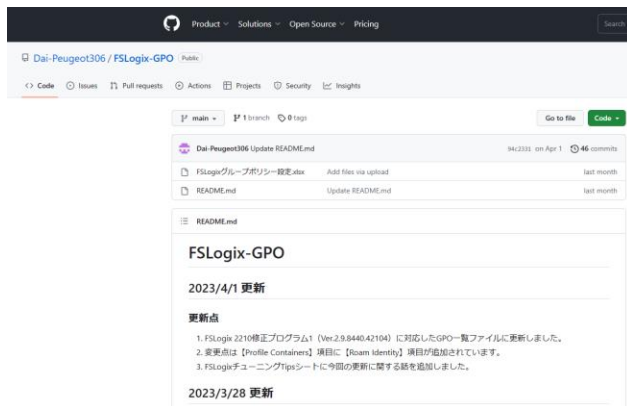 Product Solutions Open Source Pricing
Search
Dai-Peugeot306 / FSLogix-GPO Public
Code Issues Pull requests Actions Projects Security Insights
main 1 branch 0 tags Go to file Code
Dai-Peugeot306 Update README.md 94c2331 on Apr 1 46 commits
FSLogixグループポリシー設定.xlsx Add files via upload last month
README.md Update README.md last month
README.md
FSLogix-GPO
2023/4/1 更新
更新点
1. FSLogix 2210修正プログラム1（Ver.2.9.8440.42104）に対応したGPO一覧ファイルに更新しました。
2. 変更点は【Profile Containers】項目に【Roam Identity】項目が追加されています。
3. FSLogixチューニングTipsシートに今回の更新に関する話を追加しました。
2023/3/28 更新